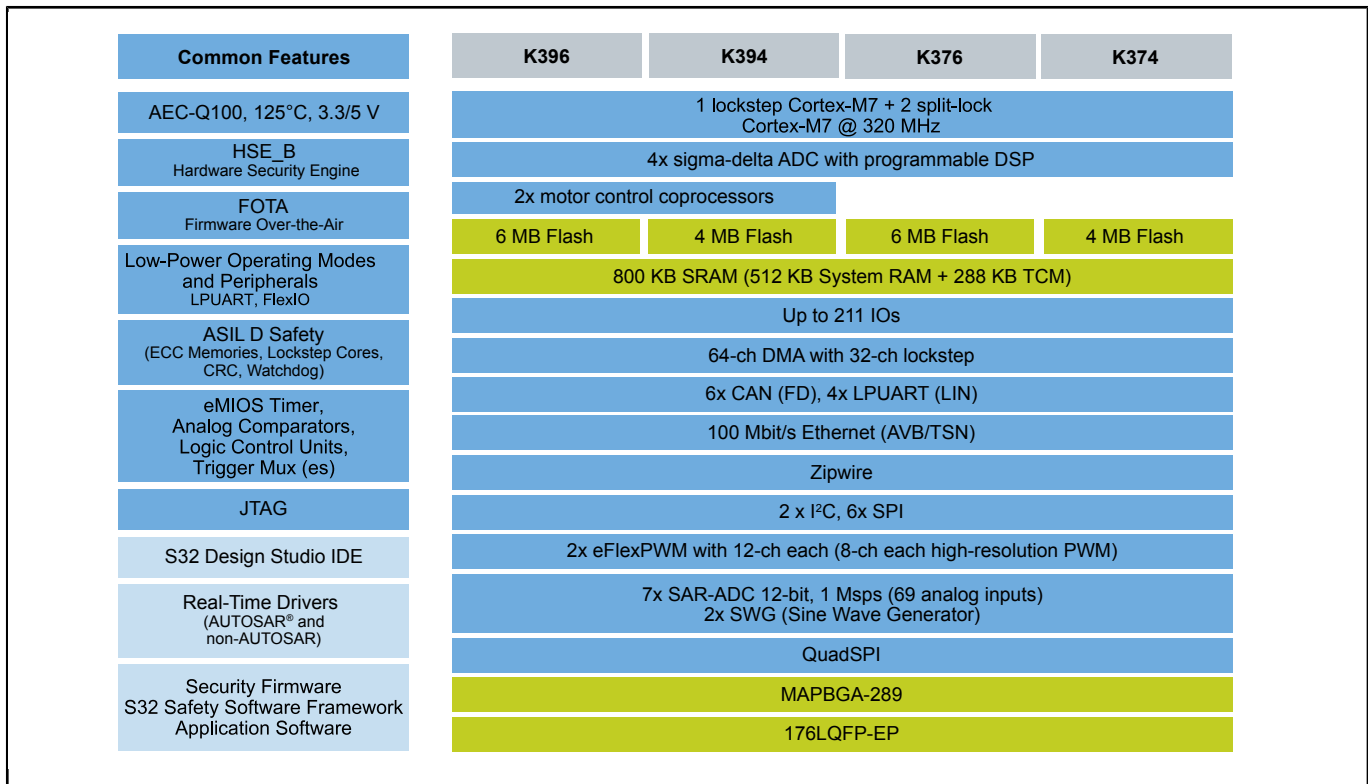 Common Features
AEC-Q100, 125°C, 3.3/5 V
HSE_B
Hardware Security Engine
FOTA
Firmware Over-the-Air
Low-Power Operating Modes
and Peripherals
LPUART, FlexIO
ASIL D Safety
(ECC Memories, Lockstep Cores,
CRC, Watchdog)
eMIOS Timer,
Analog Comparators,
Logic Control Units,
Trigger Mux (es)
JTAG
S32 Design Studio IDE
Real-Time Drivers
(AUTOSAR® and
non-AUTOSAR)
Security Firmware
S32 Safety Software Framework
Application Software
K396 K394 K376 K374
1 lockstep Cortex-M7 + 2 split-lock
Cortex-M7 @ 320 MHz
4x sigma-delta ADC with programmable DSP
2x motor control coprocessors
6 MB Flash 4 MB Flash 6 MB Flash 4 MB Flash
800 KB SRAM (512 KB System RAM + 288 KB TCM)
Up to 211 IOs
64-ch DMA with 32-ch lockstep
6x CAN (FD), 4x LPUART (LIN)
100 Mbit/s Ethernet (AVB/TSN)
Zipwire
2 x I²C, 6x SPI
2x eFlexPWM with 12-ch each (8-ch each high-resolution PWM)
7x SAR-ADC 12-bit, 1 Msps (69 analog inputs)
2x SWG (Sine Wave Generator)
QuadSPI
MAPBGA-289
176LQFP-EP